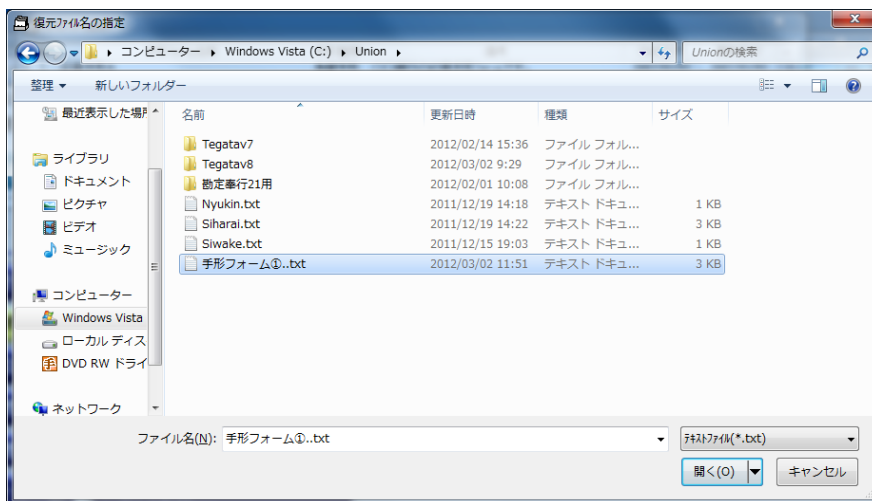 復元ﾌｧｲﾙ名の指定
コンピューター ▸ Windows Vista (C:) ▸ Union ▸
Unionの検索
整理 ▼ 新しいフォルダー
最近表示した場所
ライブラリ
ドキュメント
ピクチャ
ビデオ
ミュージック
コンピューター
Windows Vista
ローカル ディス
DVD RW ドライ
ネットワーク
名前 更新日時 種類 サイズ
Tegatav7 2012/02/14 15:36 ファイル フォル...
Tegatav8 2012/03/02 9:29 ファイル フォル...
勘定奉行21用 2012/02/01 10:08 ファイル フォル...
Nyukin.txt 2011/12/19 14:18 テキスト ドキュ... 1 KB
Siharai.txt 2011/12/19 14:22 テキスト ドキュ... 3 KB
Siwake.txt 2011/12/15 19:03 テキスト ドキュ... 1 KB
手形フォーム①..txt 2012/03/02 11:51 テキスト ドキュ... 3 KB
ファイル名(N): 手形フォーム①..txt ﾃｷｽﾄﾌｧｲﾙ(*.txt)
開く(O) キャンセル